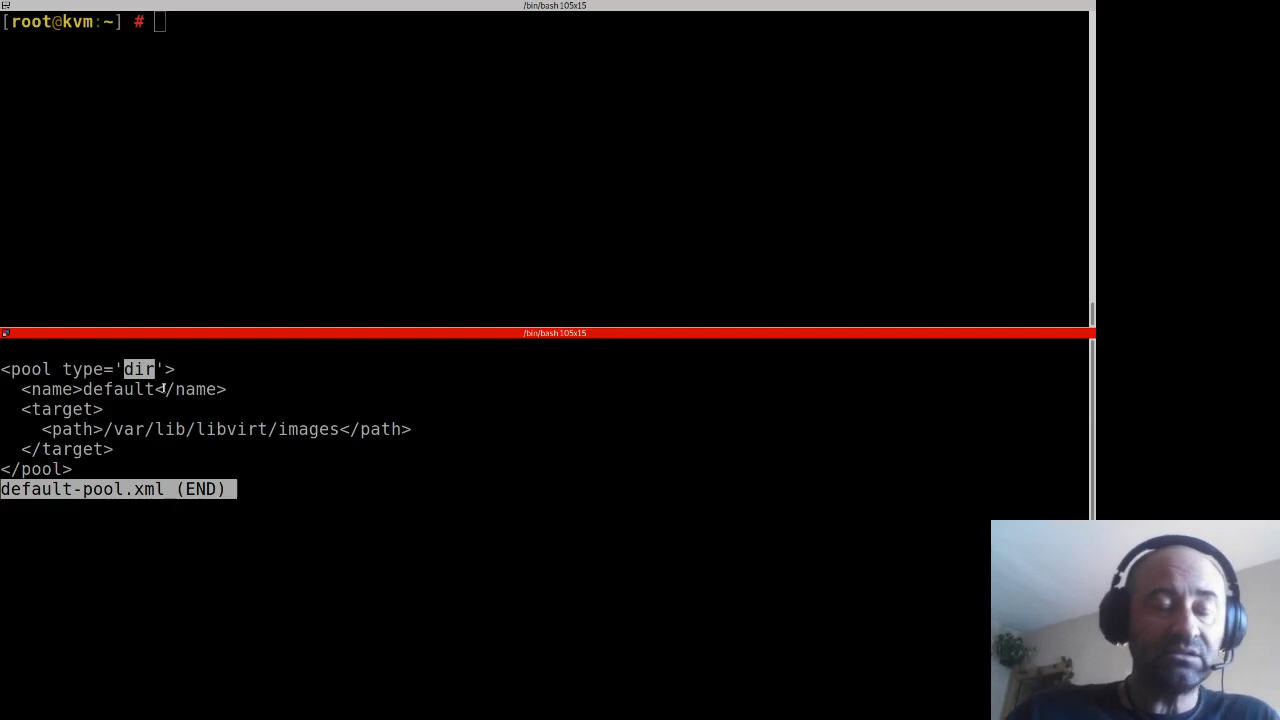 /bin/bash 105x15
[root@kvm:~] #
/bin/bash 105x15
<pool type='dir'>
  <name>default</name>
  <target>
    <path>/var/lib/libvirt/images</path>
  </target>
</pool>
default-pool.xml (END)